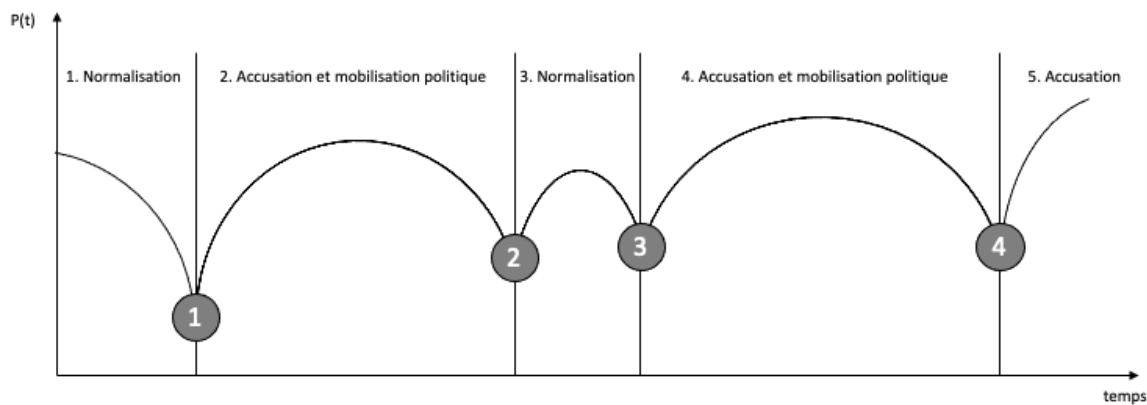 P(t)
1. Normalisation
2. Accusation et mobilisation politique
3. Normalisation
4. Accusation et mobilisation politique
5. Accusation
1
2
3
4
temps